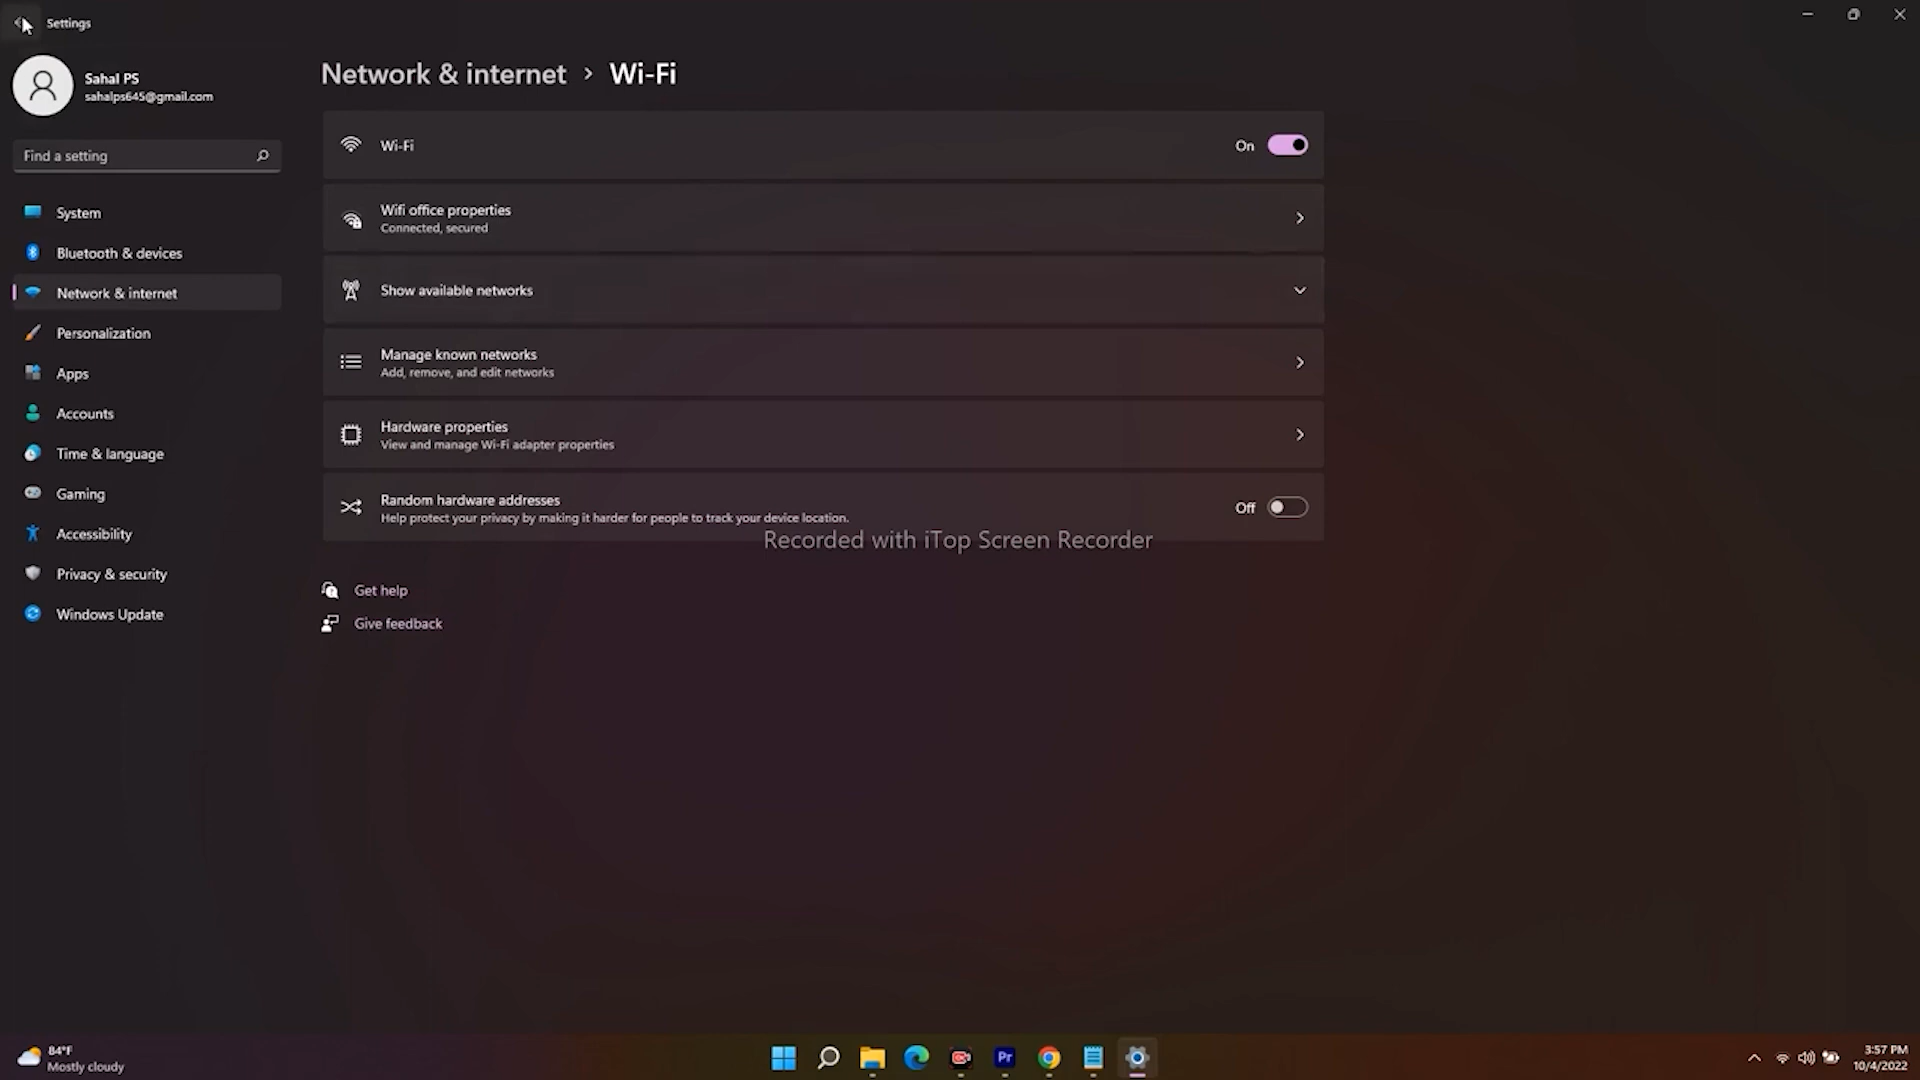 Settings
Sahal PS
sahalps645@gmail.com
Find a setting
System
Bluetooth & devices
Network & internet
Personalization
Apps
Accounts
Time & language
Gaming
Accessibility
Privacy & security
Windows Update
Network & internet > Wi-Fi
Wi-Fi
On
Wifi office properties
Connected, secured
Show available networks
Manage known networks
Add, remove, and edit networks
Hardware properties
View and manage Wi-Fi adapter properties
Random hardware addresses
Help protect your privacy by making it harder for people to track your device location.
Off
Recorded with iTop Screen Recorder
Get help
Give feedback
84°F
Mostly cloudy
Pr
3:57 PM
10/4/2022